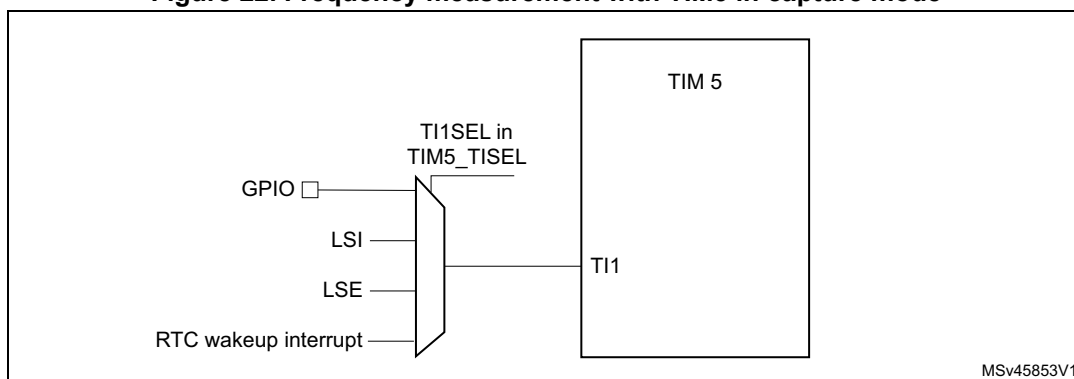 Figure 22. Frequency measurement with TIM5 in capture mode
TIM 5
TI1SEL in
TIM5_TISEL
GPIO
LSI
TI1
LSE
RTC wakeup interrupt
MSv45853V1